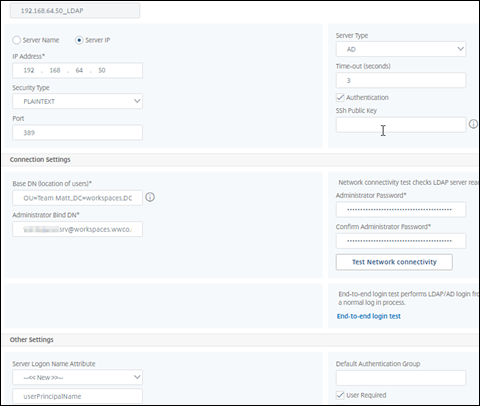 192.168.64.50_LDAP
Server Name
Server IP
IP Address*
192 . 168 . 64 . 50
Security Type
PLAINTEXT
Port
389
Server Type
AD
Time-out (seconds)
3
Authentication
SSh Public Key
Connection Settings
Base DN (location of users)*
OU=Team Matt,DC=workspaces,DC
Administrator Bind DN*
srv@workspaces.wwco.
Network connectivity test checks LDAP server rea
Administrator Password*
Confirm Administrator Password*
Test Network connectivity
End-to-end login test performs LDAP/AD login fro
a normal log in process.
End-to-end login test
Other Settings
Server Logon Name Attribute
--<< New >>--
userPrincipalName
Default Authentication Group
User Required